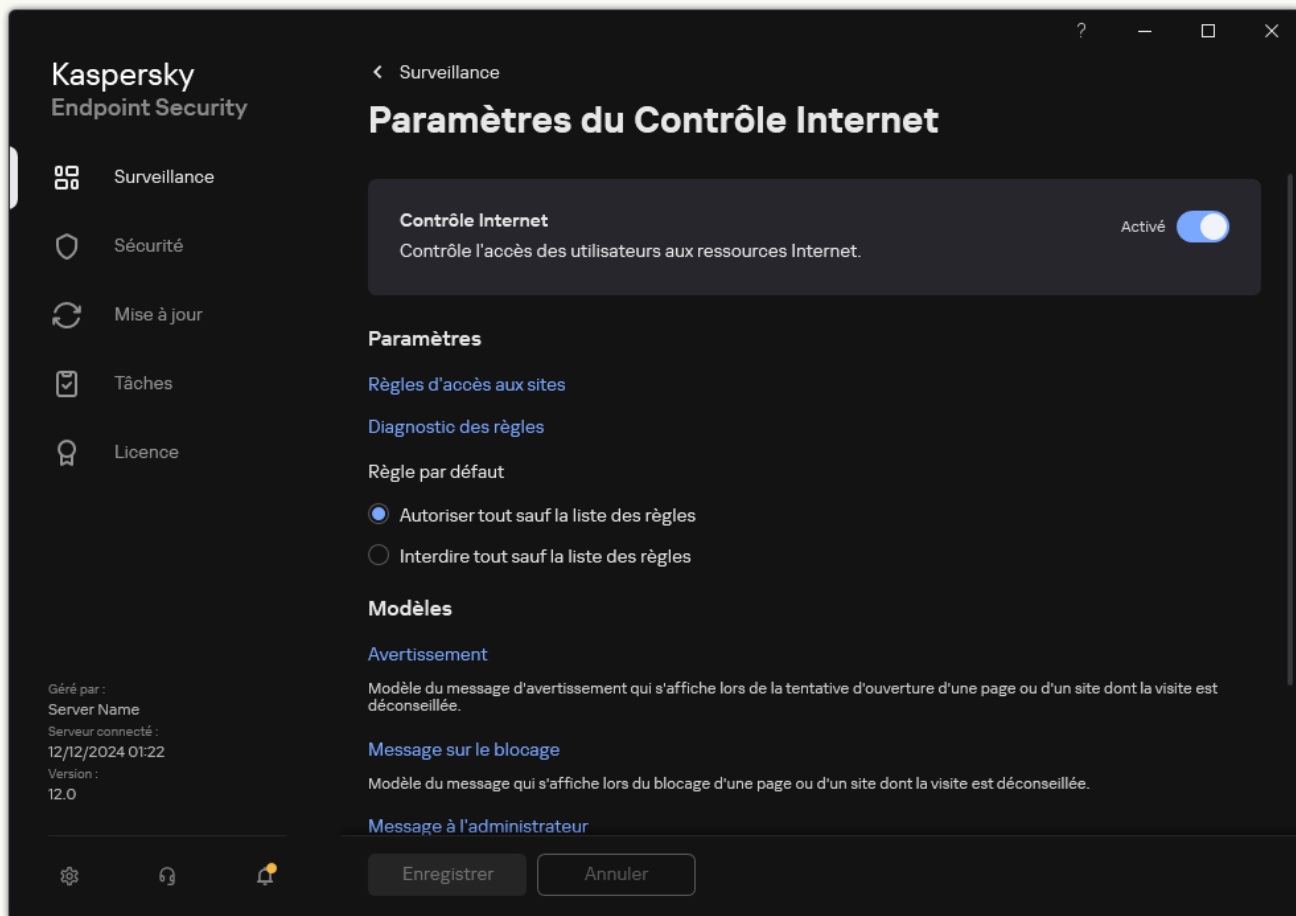 ?
Kaspersky
Endpoint Security
Surveillance
Sécurité
Mise à jour
Tâches
Licence
Géré par :
Server Name
Serveur connecté :
12/12/2024 01:22
Version :
12.0
Surveillance
Paramètres du Contrôle Internet
Contrôle Internet
Contrôle l'accès des utilisateurs aux ressources Internet.
Activé
Paramètres
Règles d'accès aux sites
Diagnostic des règles
Règle par défaut
Autoriser tout sauf la liste des règles
Interdire tout sauf la liste des règles
Modèles
Avertissement
Modèle du message d'avertissement qui s'affiche lors de la tentative d'ouverture d'une page ou d'un site dont la visite est
déconseillée.
Message sur le blocage
Modèle du message qui s'affiche lors du blocage d'une page ou d'un site dont la visite est déconseillée.
Message à l'administrateur
Enregistrer
Annuler